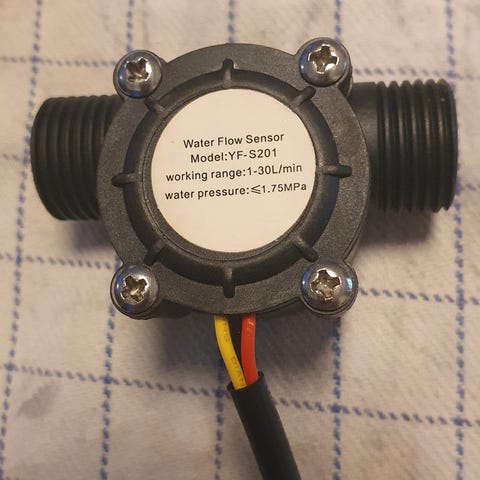 Water Flow Sensor
Model:YF-S201
working range:1-30L/min
water pressure:≤1.75MPa